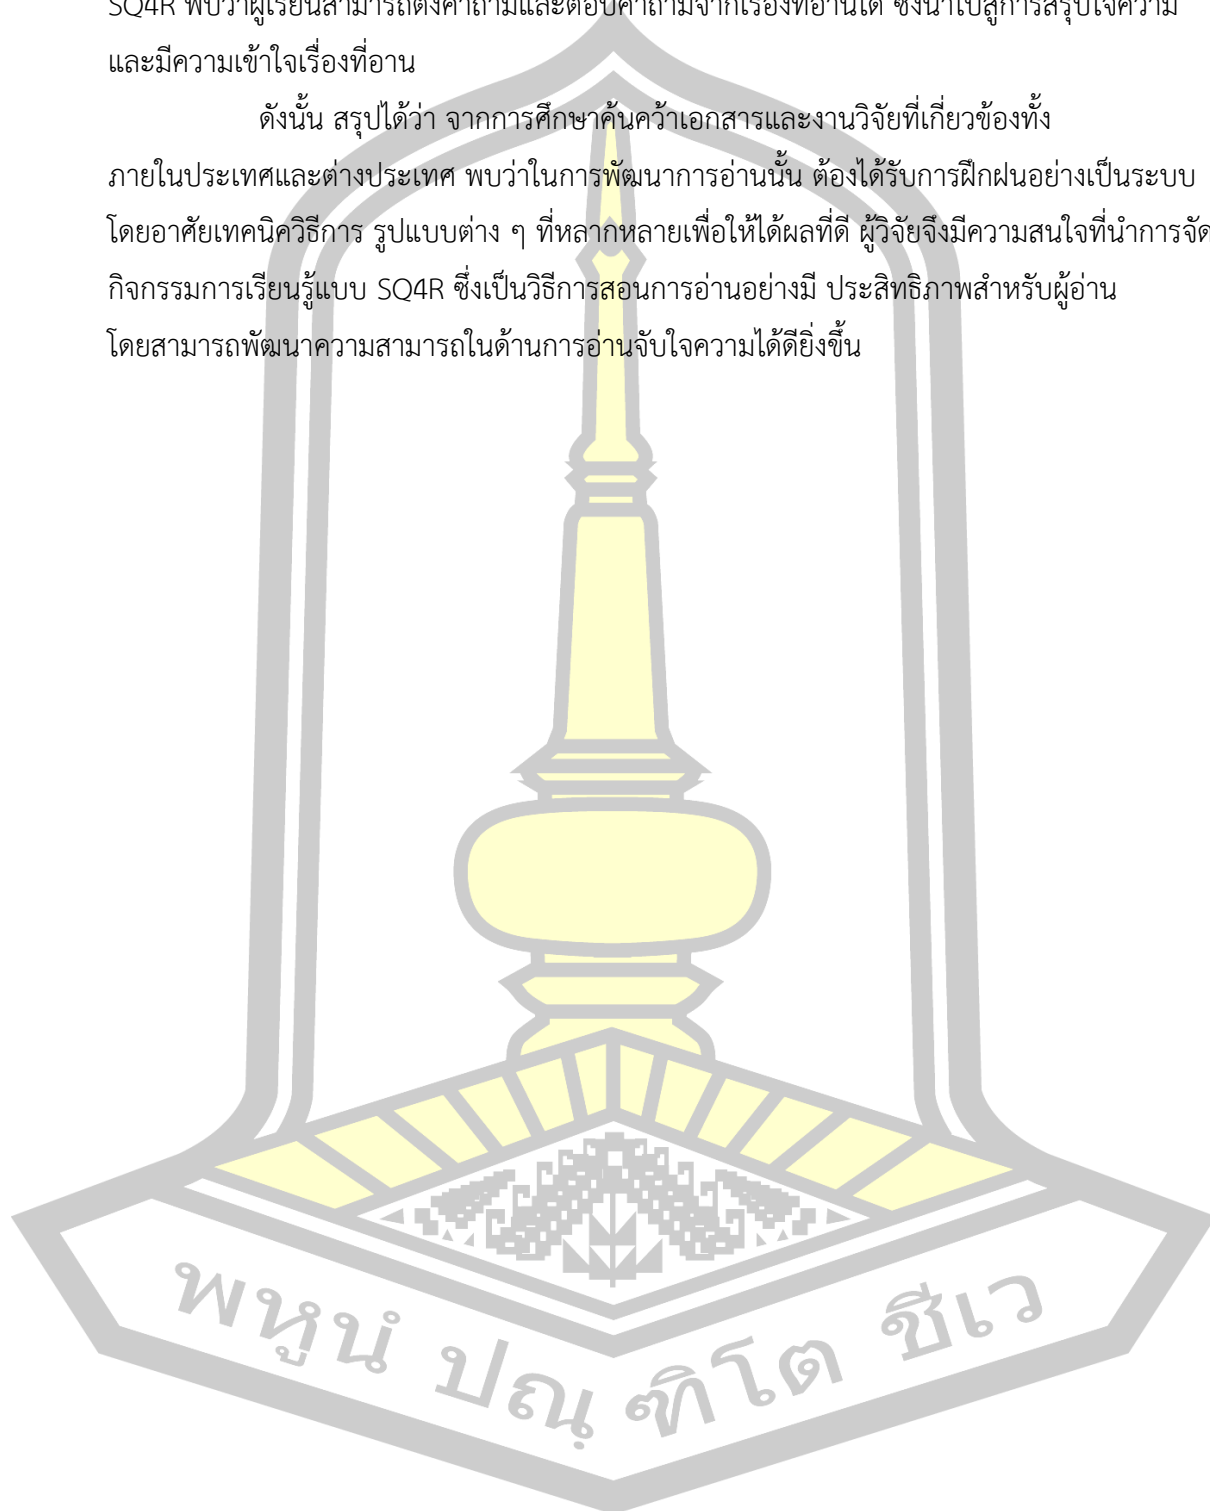 SQ4R พบว่าผู้เรียนสามารถตั้งคำถามและตอบคำถามจากเรื่องที่อ่านได้ ซึ่งนำไปสู่การสรุปใจความ
และมีความเข้าใจเรื่องที่อาน
ดังนั้น สรุปได้ว่า จากการศึกษาค้นคว้าเอกสารและงานวิจัยที่เกี่ยวข้องทั้ง
ภายในประเทศและต่างประเทศ พบว่าในการพัฒนาการอ่านนั้น ต้องได้รับการฝึกฝนอย่างเป็นระบบ
โดยอาศัยเทคนิควิธีการ รูปแบบต่าง ๆ ที่หลากหลายเพื่อให้ได้ผลที่ดี ผู้วิจัยจึงมีความสนใจที่นำการจัด
กิจกรรมการเรียนรู้แบบ SQ4R ซึ่งเป็นวิธีการสอนการอ่านอย่างมี ประสิทธิภาพสำหรับผู้อ่าน
โดยสามารถพัฒนาความสามารถในด้านการอ่านจับใจความได้ดียิ่งขึ้น
พหูนํ ปณฺฑิโต ชีเว